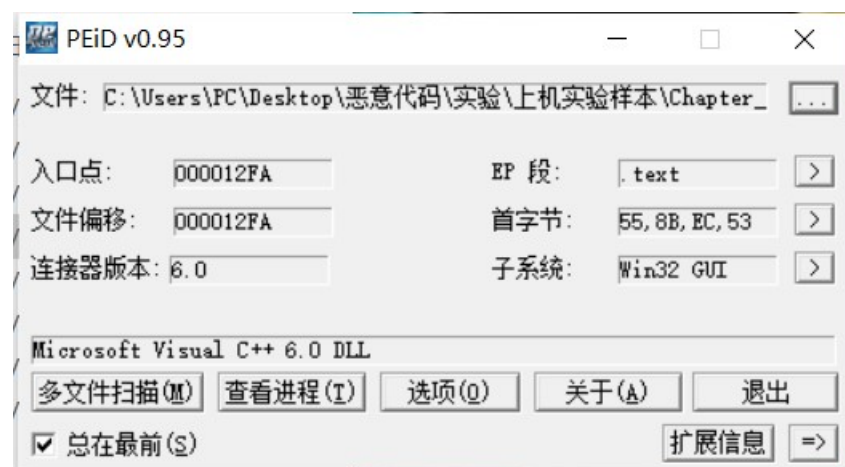 PEiD v0.95
文件: C:\Users\PC\Desktop\恶意代码\实验\上机实验样本\Chapter_ ...
入口点: 000012FA EP 段: .text >
文件偏移: 000012FA 首字节: 55,8B,EC,53 >
连接器版本: 6.0 子系统: Win32 GUI >
Microsoft Visual C++ 6.0 DLL
多文件扫描(M) 查看进程(T) 选项(O) 关于(A) 退出
总在最前(S) 扩展信息 =>